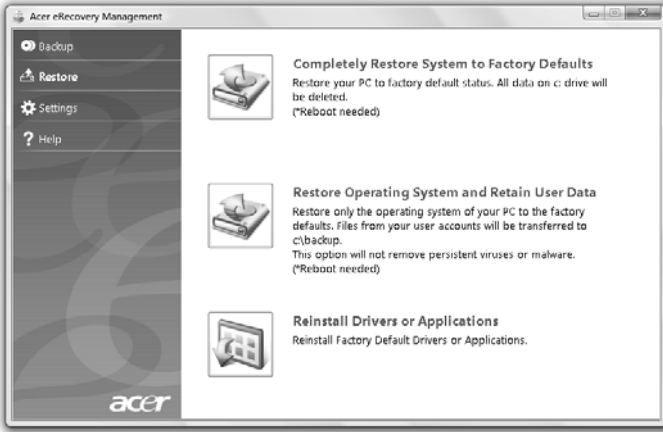 Acer eRecovery Management
Backup
Restore
Settings
Help
Completely Restore System to Factory Defaults
Restore your PC to factory default status. All data on c: drive will
be deleted.
(*Reboot needed)
Restore Operating System and Retain User Data
Restore only the operating system of your PC to the factory
defaults. Files from your user accounts will be transferred to
c:\backup.
This option will not remove persistent viruses or malware.
(*Reboot needed)
Reinstall Drivers or Applications
Reinstall Factory Default Drivers or Applications.
acer